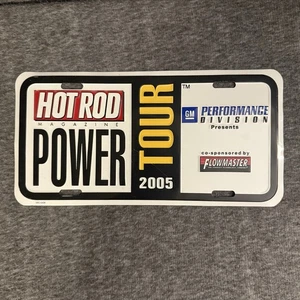 HOT ROD
MAGAZINE
POWER
TOUR
2005
TM
GM PERFORMANCE
DIVISION
Presents
co-sponsored by
FLOWMASTER